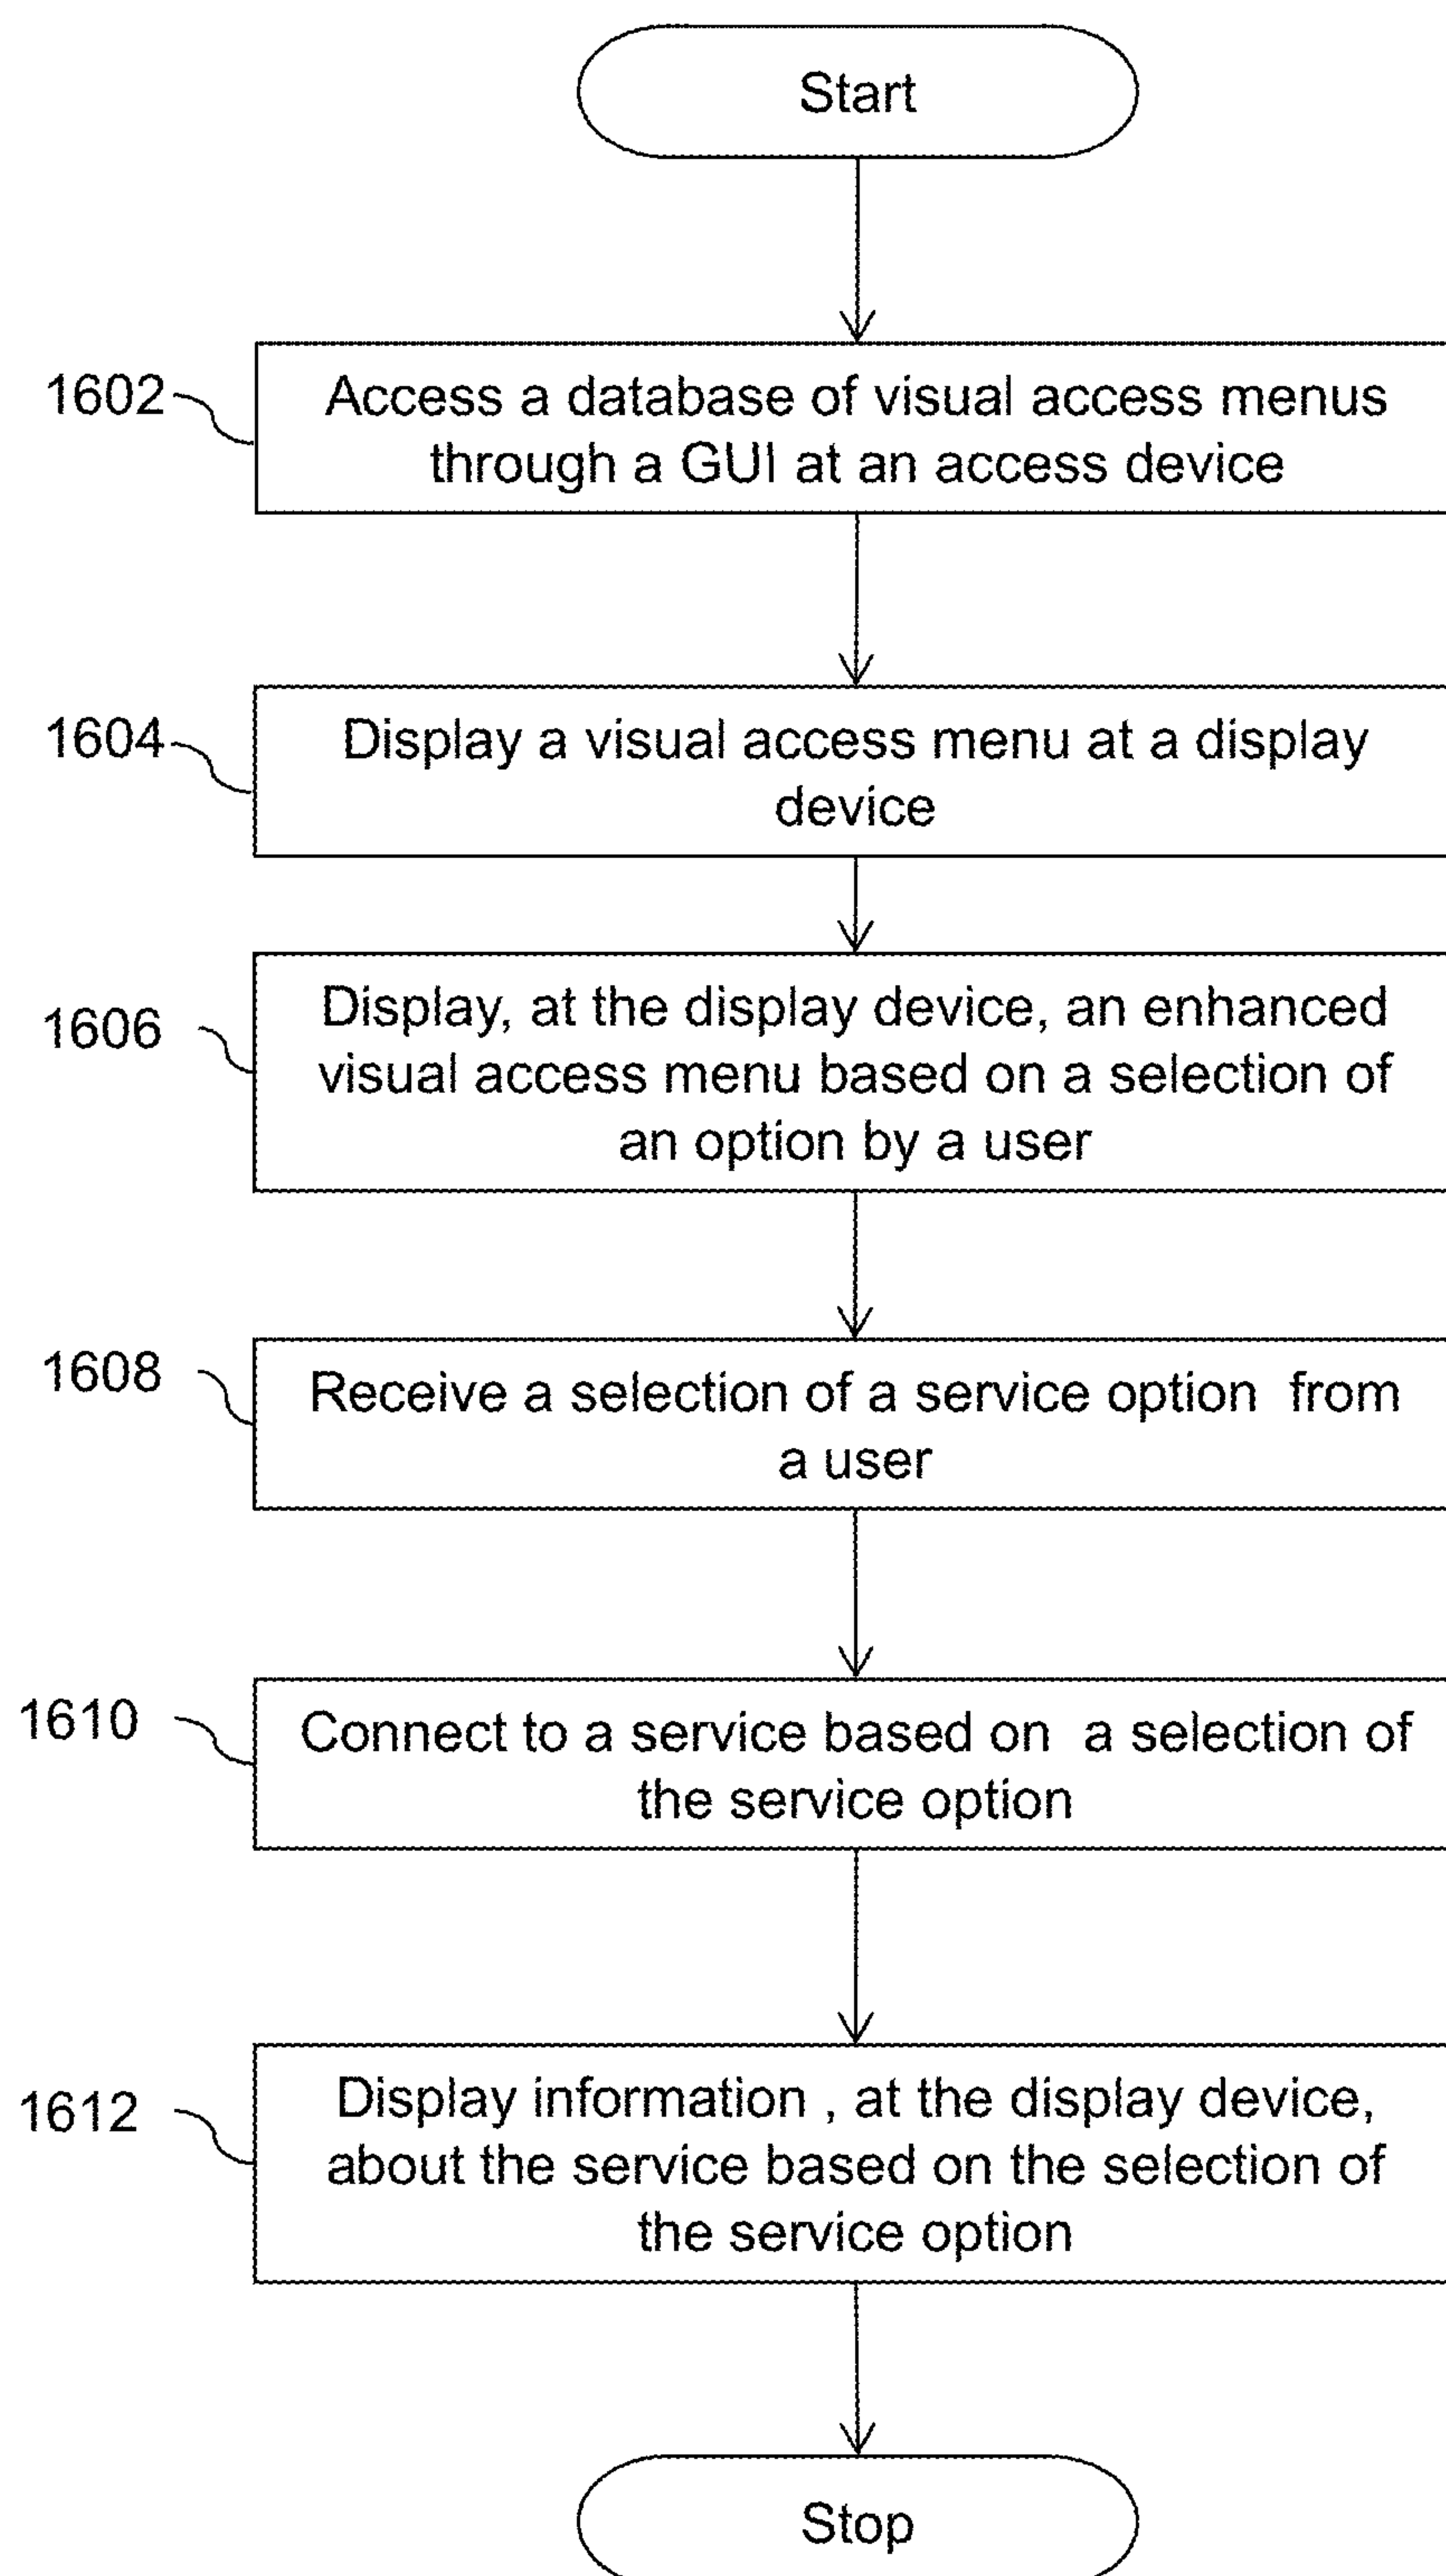 Start
1602
Access a database of visual access menus
through a GUI at an access device
1604
Display a visual access menu at a display
device
1606
Display, at the display device, an enhanced
visual access menu based on a selection of
an option by a user
1608
Receive a selection of a service option from
a user
1610
Connect to a service based on a selection of
the service option
1612
Display information , at the display device,
about the service based on the selection of
the service option
Stop